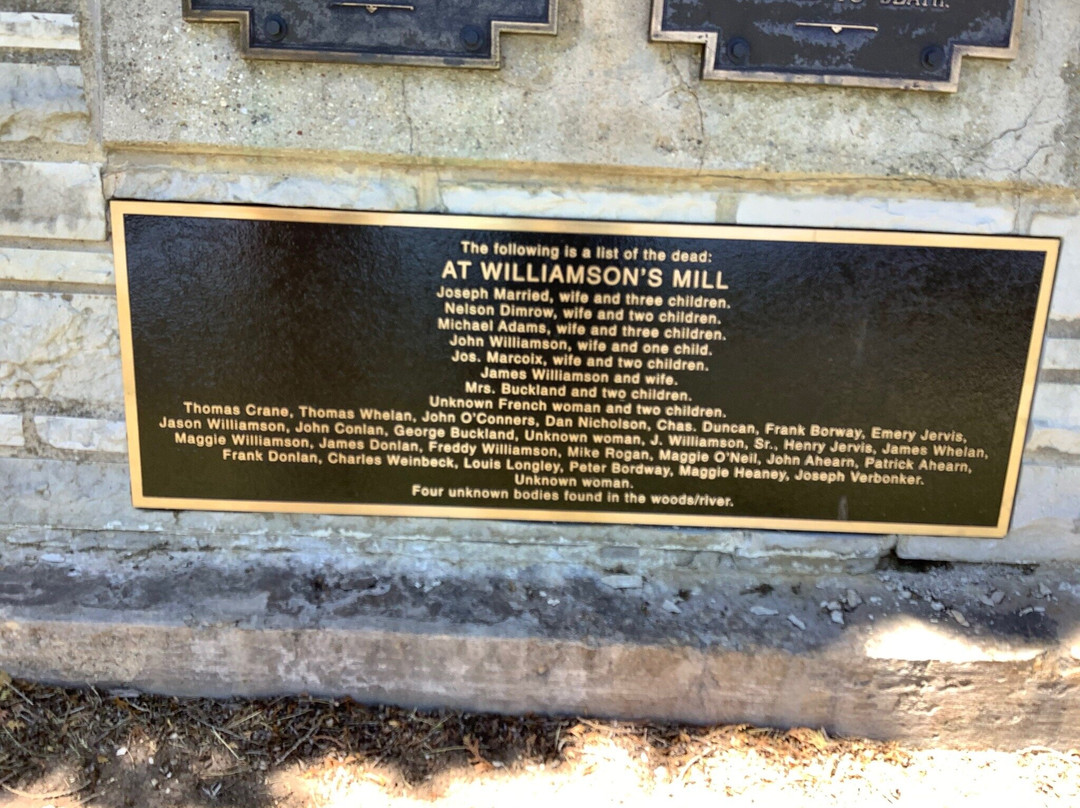 DEATH.
The following is a list of the dead:
AT WILLIAMSON'S MILL
Joseph Married, wife and three children.
Nelson Dimrow, wife and two children.
Michael Adams, wife and three children.
John Williamson, wife and one child.
Jos. Marcoix, wife and two children.
James Williamson and wife.
Mrs. Buckland and two children.
Unknown French woman and two children.
Thomas Crane, Thomas Whelan, John O'Conners, Dan Nicholson, Chas. Duncan, Frank Borway, Emery Jervis,
Jason Williamson, John Conlan, George Buckland, Unknown woman, J. Williamson, Sr., Henry Jervis, James Whelan,
Maggie Williamson, James Donlan, Freddy Williamson, Mike Rogan, Maggie O'Neil, John Ahearn, Patrick Ahearn,
Frank Donlan, Charles Weinbeck, Louis Longley, Peter Bordway, Maggie Heaney, Joseph Verbonker.
Unknown woman.
Four unknown bodies found in the woods/river.